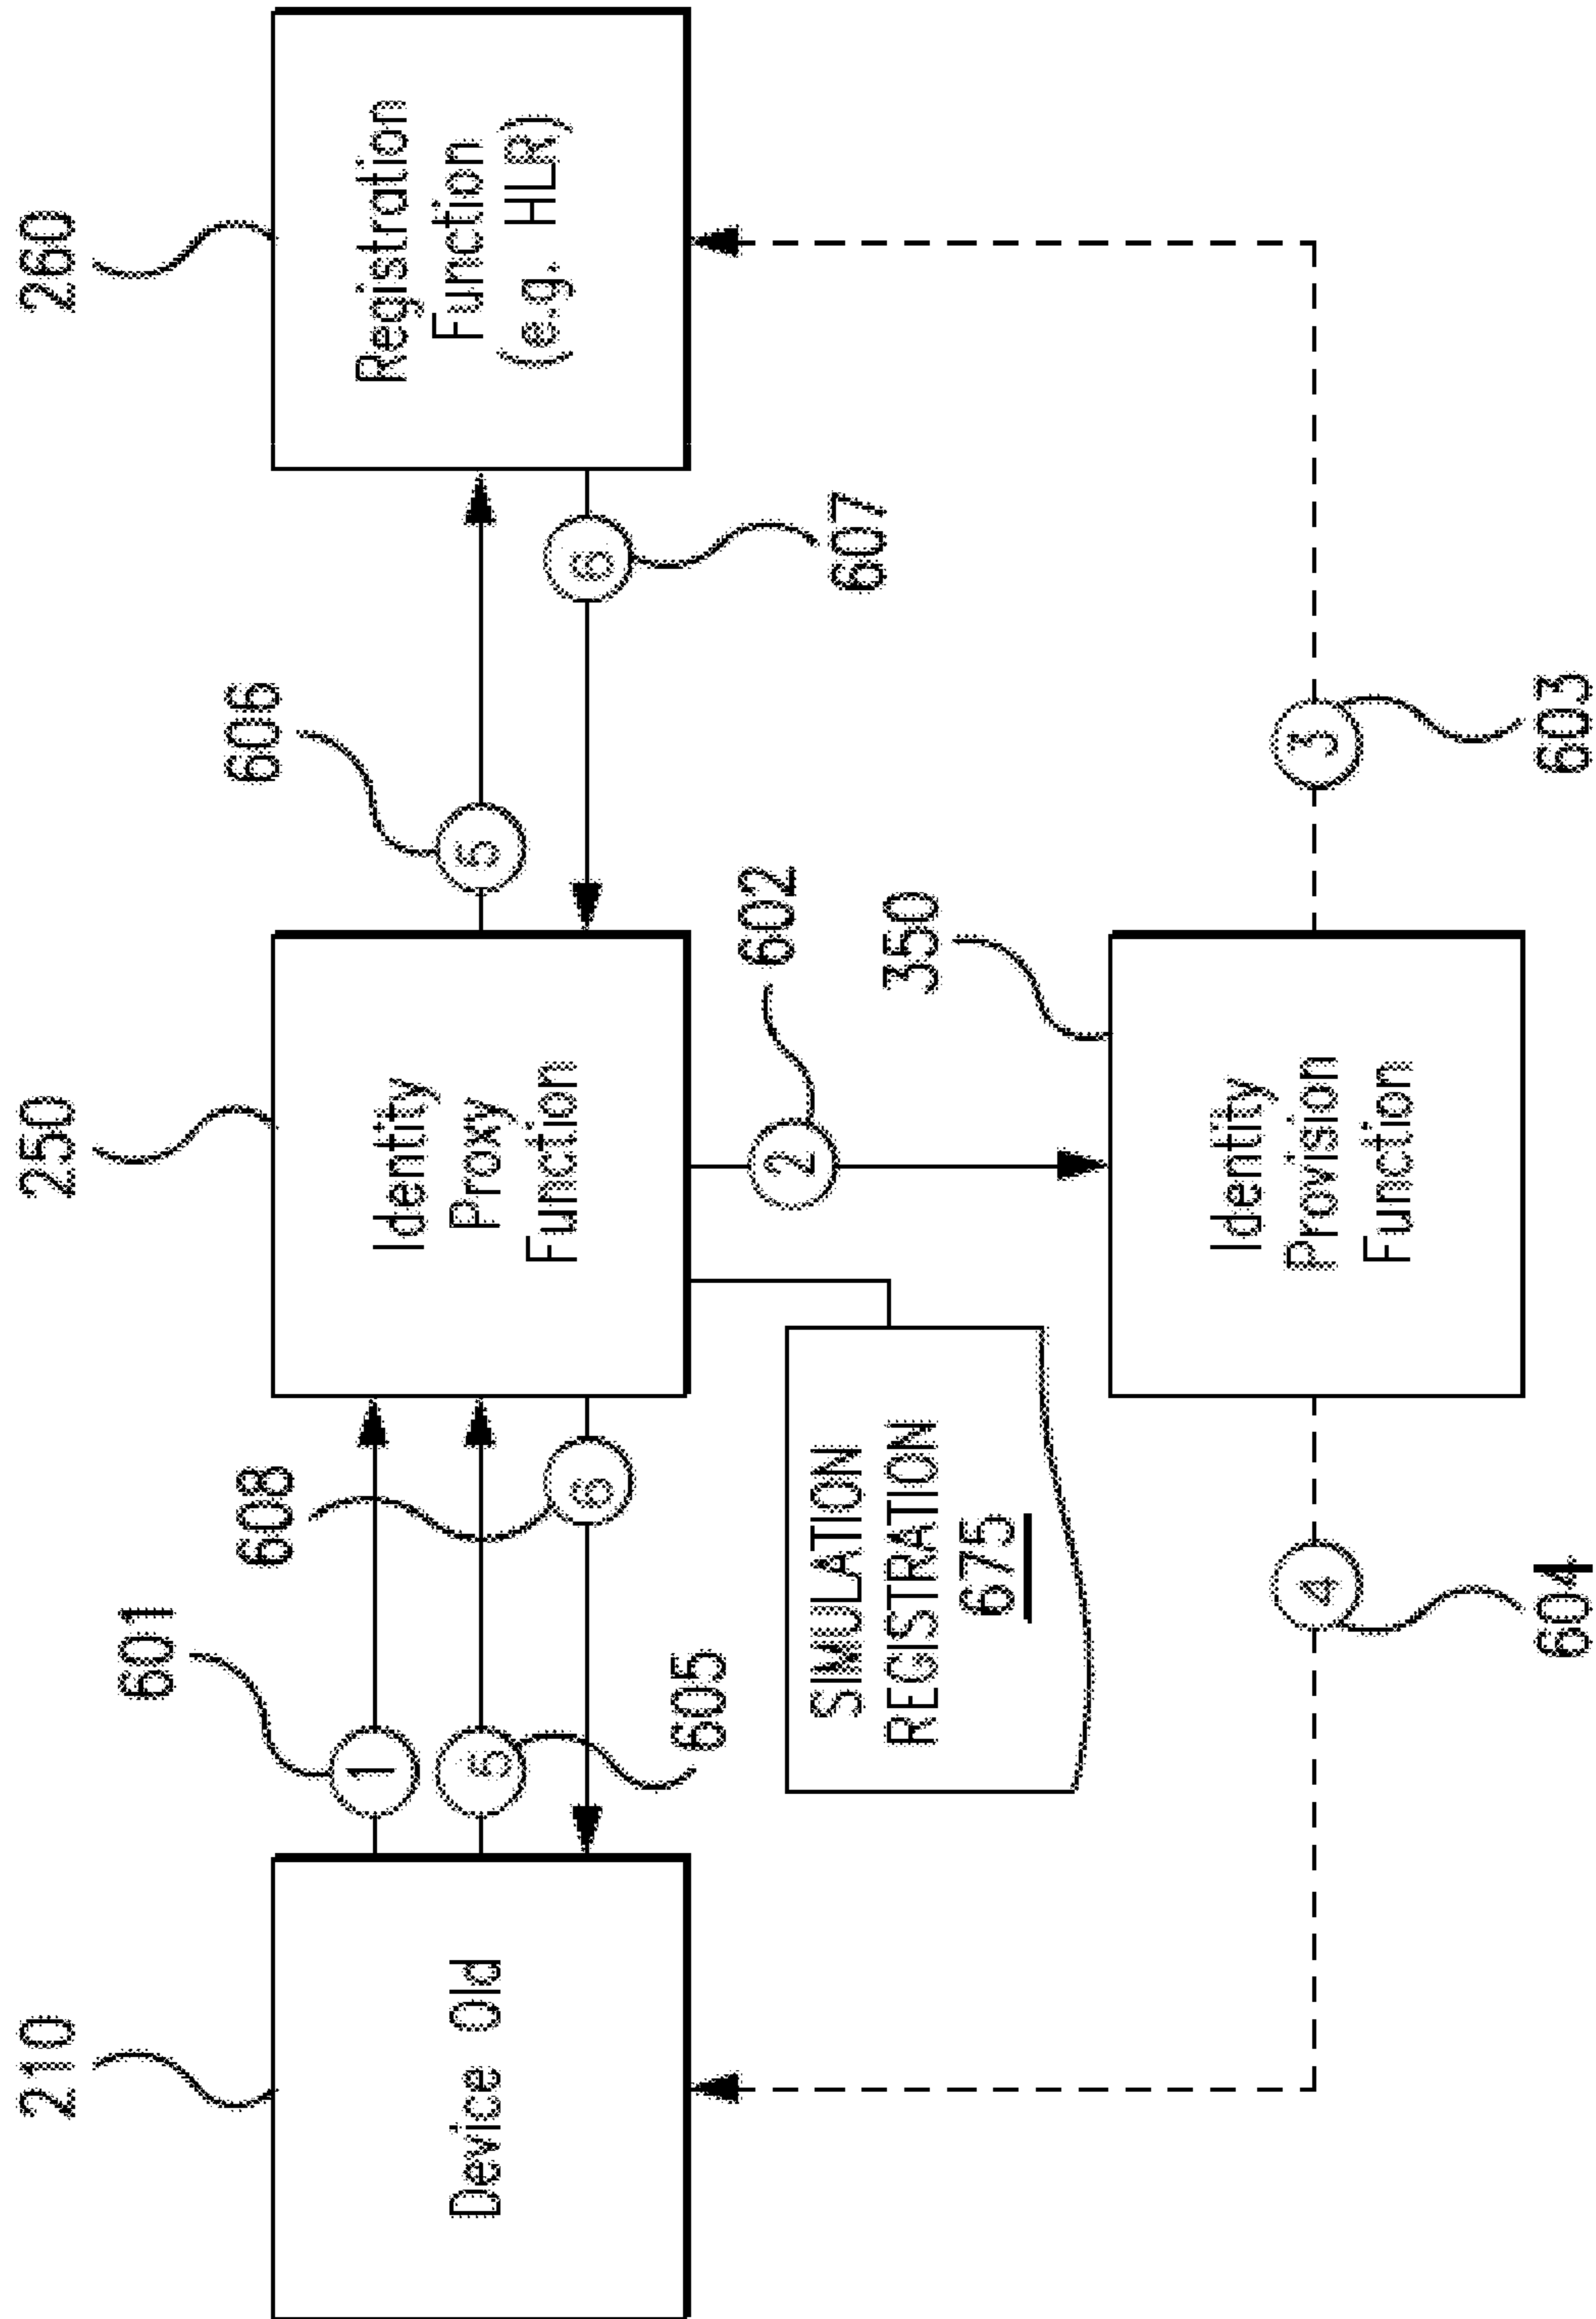 210
250
260
601
608
606
Device Old
1
5
6
605
Identity
Proxy
Function
5
6
607
Registration
Function
(e.g. HLR)
SIMULATION
REGISTRATION
675
2
602
350
Identity
Provision
Function
4
604
3
603